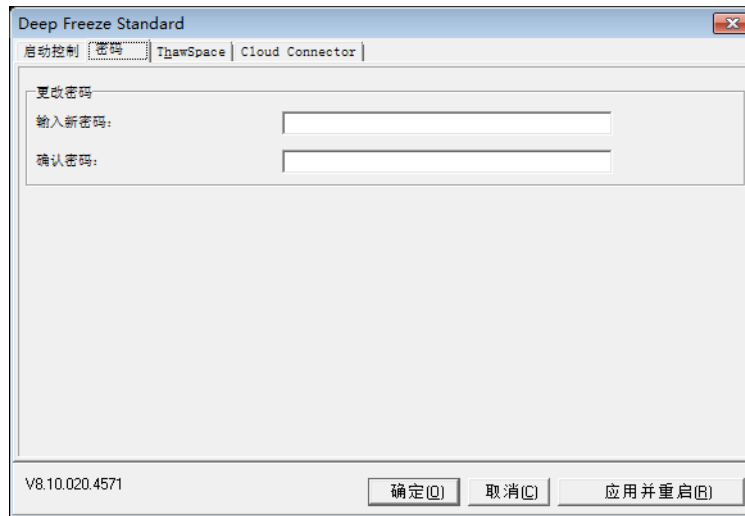 Deep Freeze Standard
启动控制 密码 ThawSpace Cloud Connector
更改密码
输入新密码:
确认密码:
V8.10.020.4571 确定(O) 取消(C) 应用并重启(R)